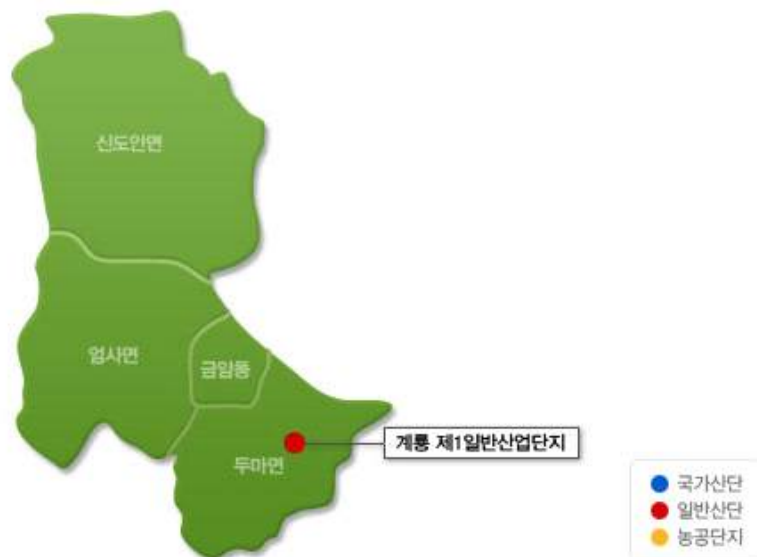 신도안면
엄사면
금암동
계룡 제1일반산업단지
두마면
국가산단
일반산단
농공단지